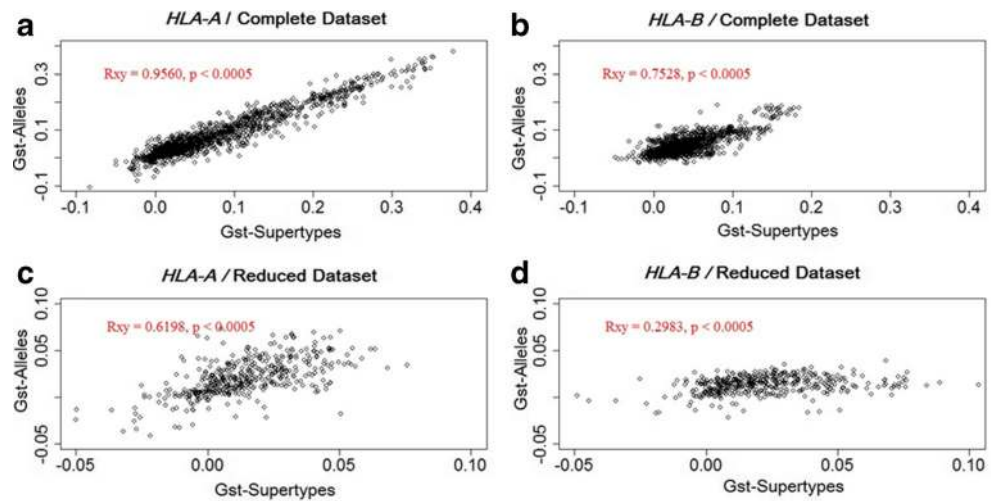 a
HLA-A / Complete Dataset
Rxy = 0.9560, p < 0.0005
Gst-Alleles
0.3
0.1
-0.1
-0.1
0.0
0.1
0.2
0.3
0.4
Gst-Supertypes
b
HLA-B / Complete Dataset
Rxy = 0.7528, p < 0.0005
Gst-Alleles
0.3
0.1
-0.1
-0.1
0.0
0.1
0.2
0.3
0.4
Gst-Supertypes
c
HLA-A / Reduced Dataset
Rxy = 0.6198, p < 0.0005
Gst-Alleles
0.10
0.05
-0.05
-0.05
0.00
0.05
0.10
Gst-Supertypes
d
HLA-B / Reduced Dataset
Rxy = 0.2983, p < 0.0005
Gst-Alleles
0.10
0.05
-0.05
-0.05
0.00
0.05
0.10
Gst-Supertypes